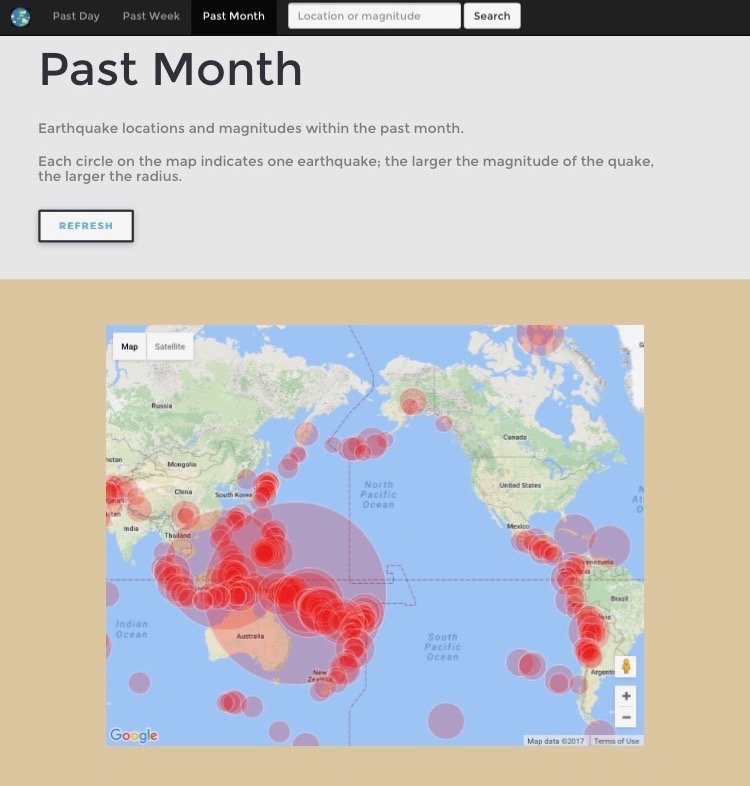 Past Day
Past Week
Past Month
Location or magnitude
Search
Past Month
Earthquake locations and magnitudes within the past month.
Each circle on the map indicates one earthquake; the larger the magnitude of the quake,
the larger the radius.
REFRESH
Map
Satellite
Russia
Canada
Mongolia
North
Pacific
Ocean
United States
China
South Korea
India
Thailand
Mexico
Brazil
Indian
Ocean
Australia
South
Pacific
Ocean
New
Google
Map data ©2017
Terms of Use